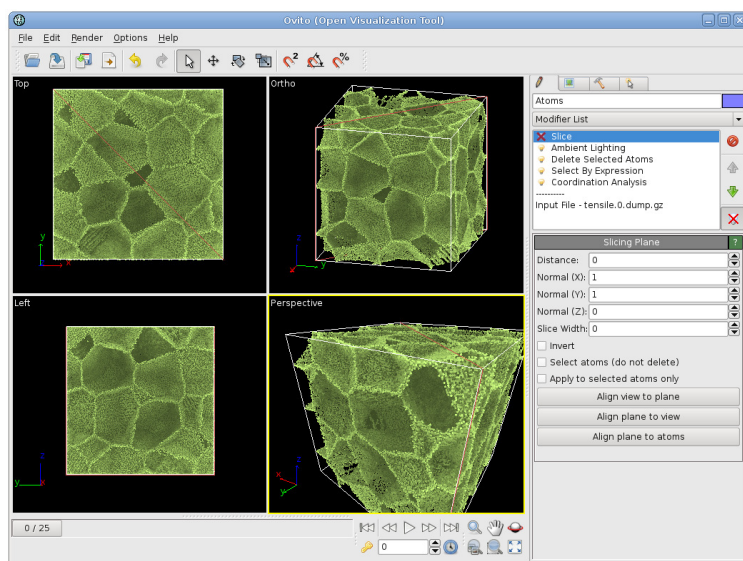 Ovito (Open Visualization Tool)
File Edit Render Options Help
Top
Ortho
Left
Perspective
y
x
z
x
y
z
y
x
z
x
y
0 / 25
0
Atoms
Modifier List
Slice
Ambient Lighting
Delete Selected Atoms
Select By Expression
Coordination Analysis
----------
Input File - tensile.0.dump.gz
Slicing Plane ?
Distance: 0
Normal (X): 1
Normal (Y): 1
Normal (Z): 0
Slice Width: 0
Invert
Select atoms (do not delete)
Apply to selected atoms only
Align view to plane
Align plane to view
Align plane to atoms